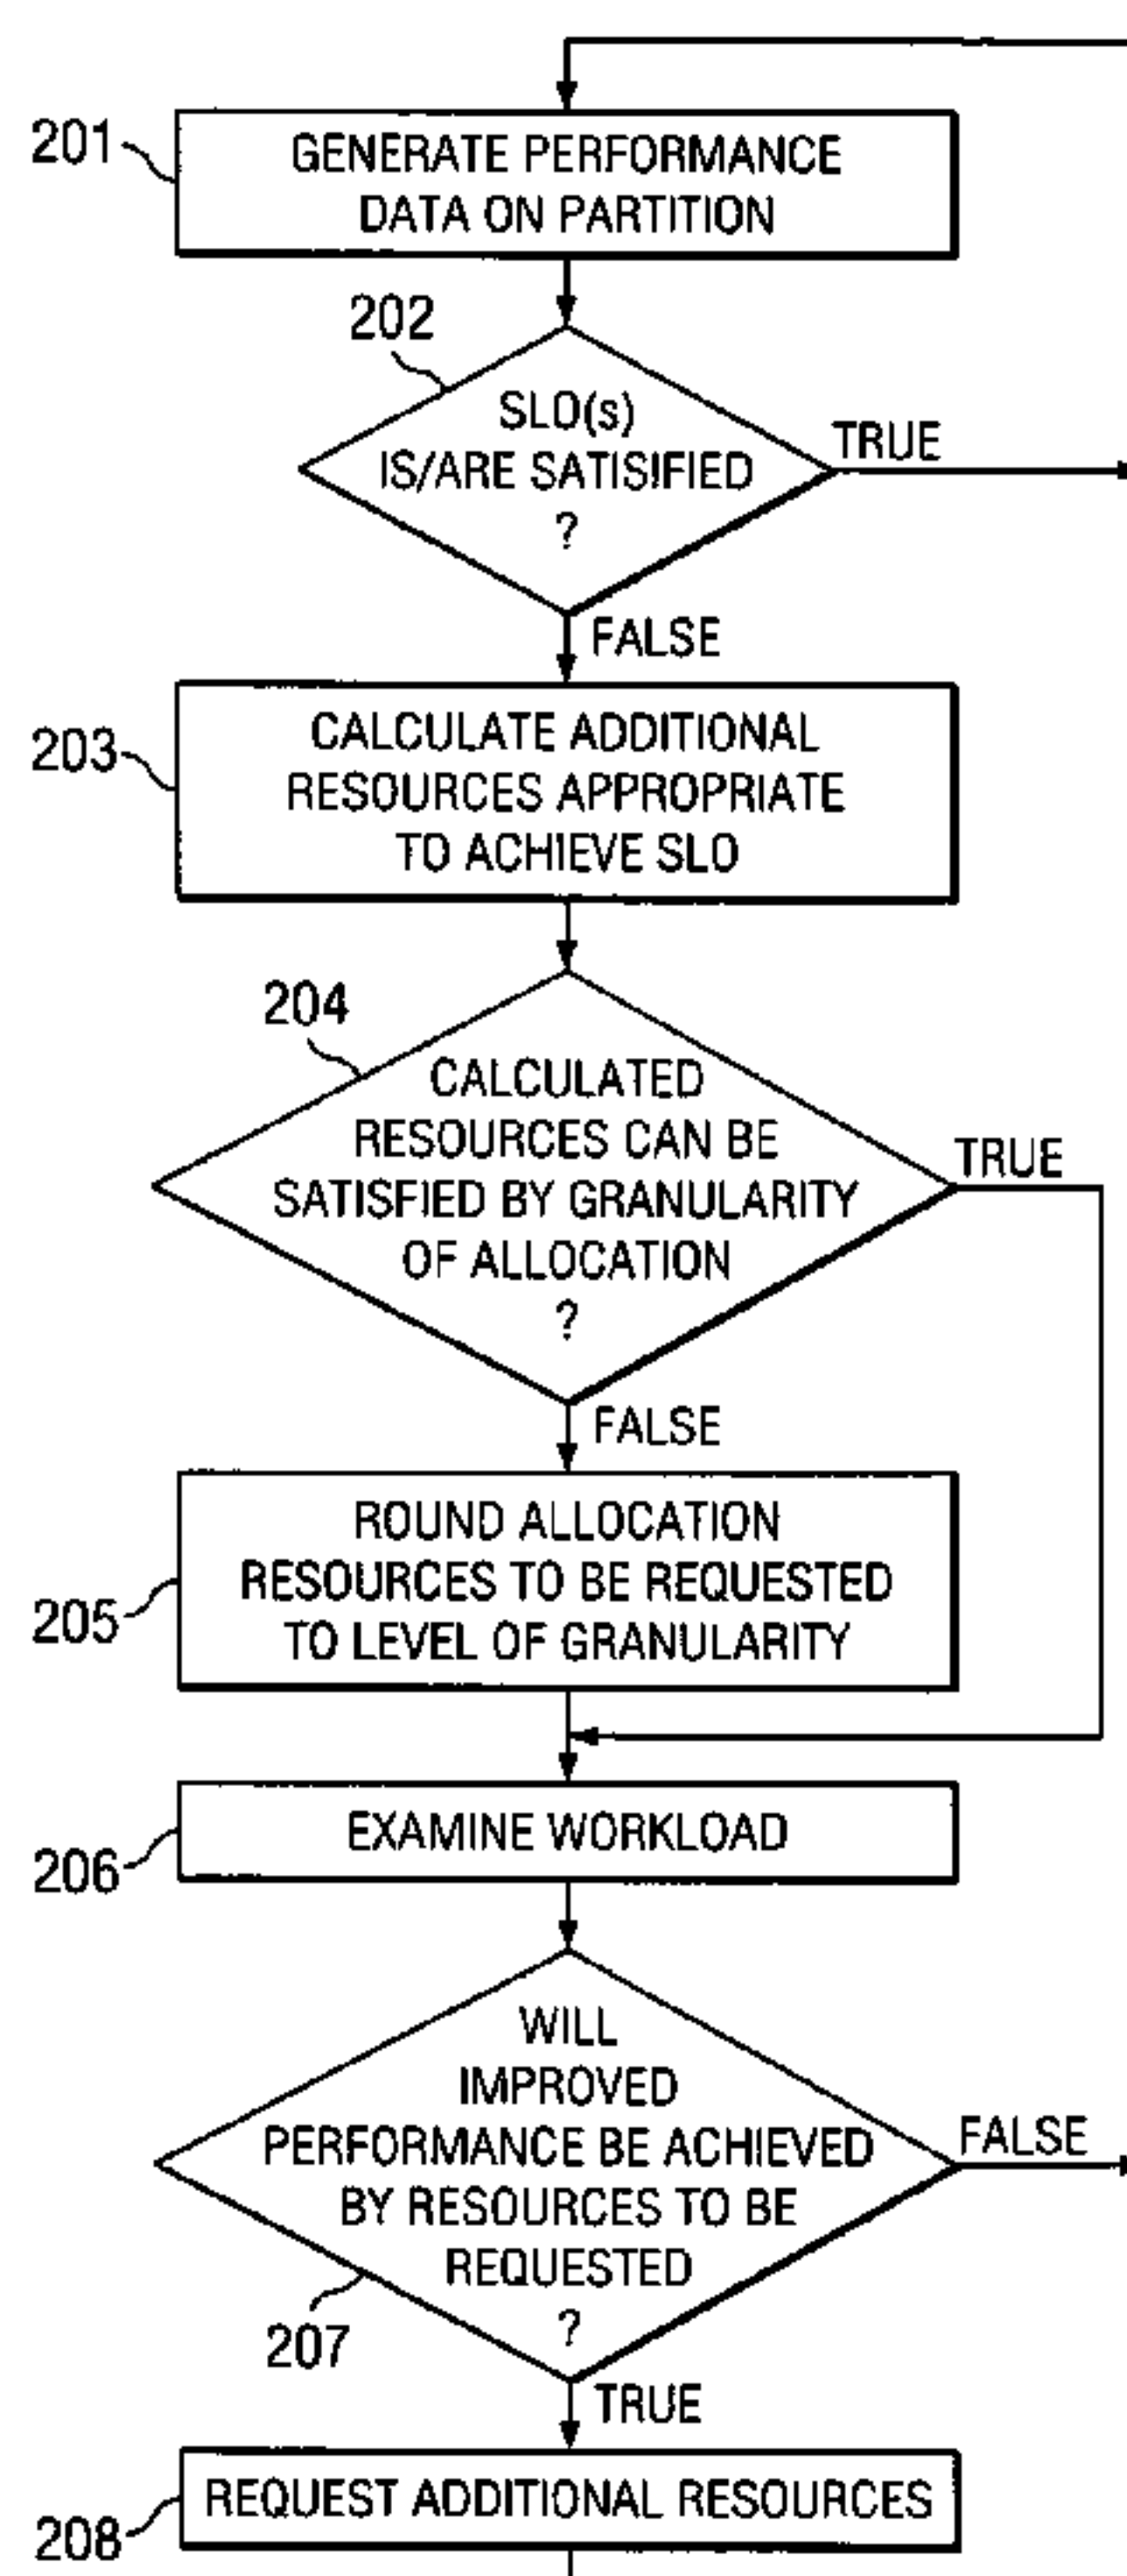 201
GENERATE PERFORMANCE
DATA ON PARTITION
202
SLO(s)
IS/ARE SATISIFIED
?
TRUE
FALSE
203
CALCULATE ADDITIONAL
RESOURCES APPROPRIATE
TO ACHIEVE SLO
204
CALCULATED
RESOURCES CAN BE
SATISFIED BY GRANULARITY
OF ALLOCATION
?
TRUE
FALSE
205
ROUND ALLOCATION
RESOURCES TO BE REQUESTED
TO LEVEL OF GRANULARITY
206
EXAMINE WORKLOAD
WILL
IMPROVED
PERFORMANCE BE ACHIEVED
BY RESOURCES TO BE
REQUESTED
?
FALSE
207
TRUE
208
REQUEST ADDITIONAL RESOURCES